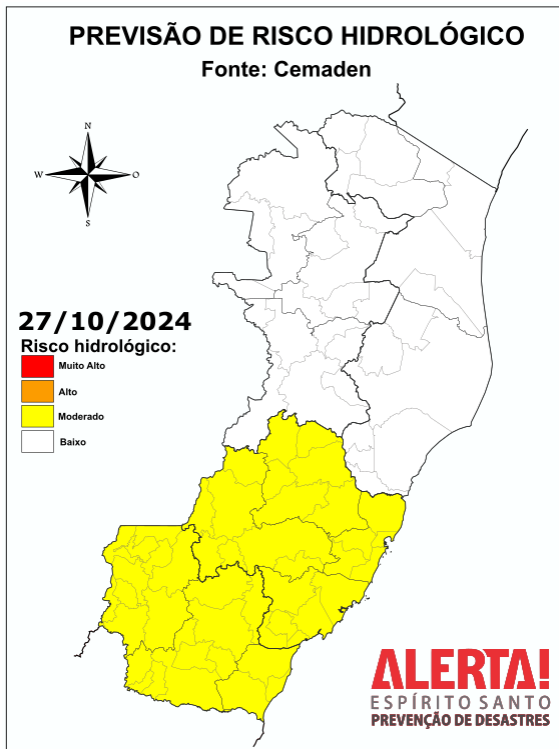 PREVISÃO DE RISCO HIDROLÓGICO
Fonte: Cemaden
N
W
O
S
27/10/2024
Risco hidrológico:
Muito Alto
Alto
Moderado
Baixo
ALERTA!
ESPÍRITO SANTO
PREVENÇÃO DE DESASTRES